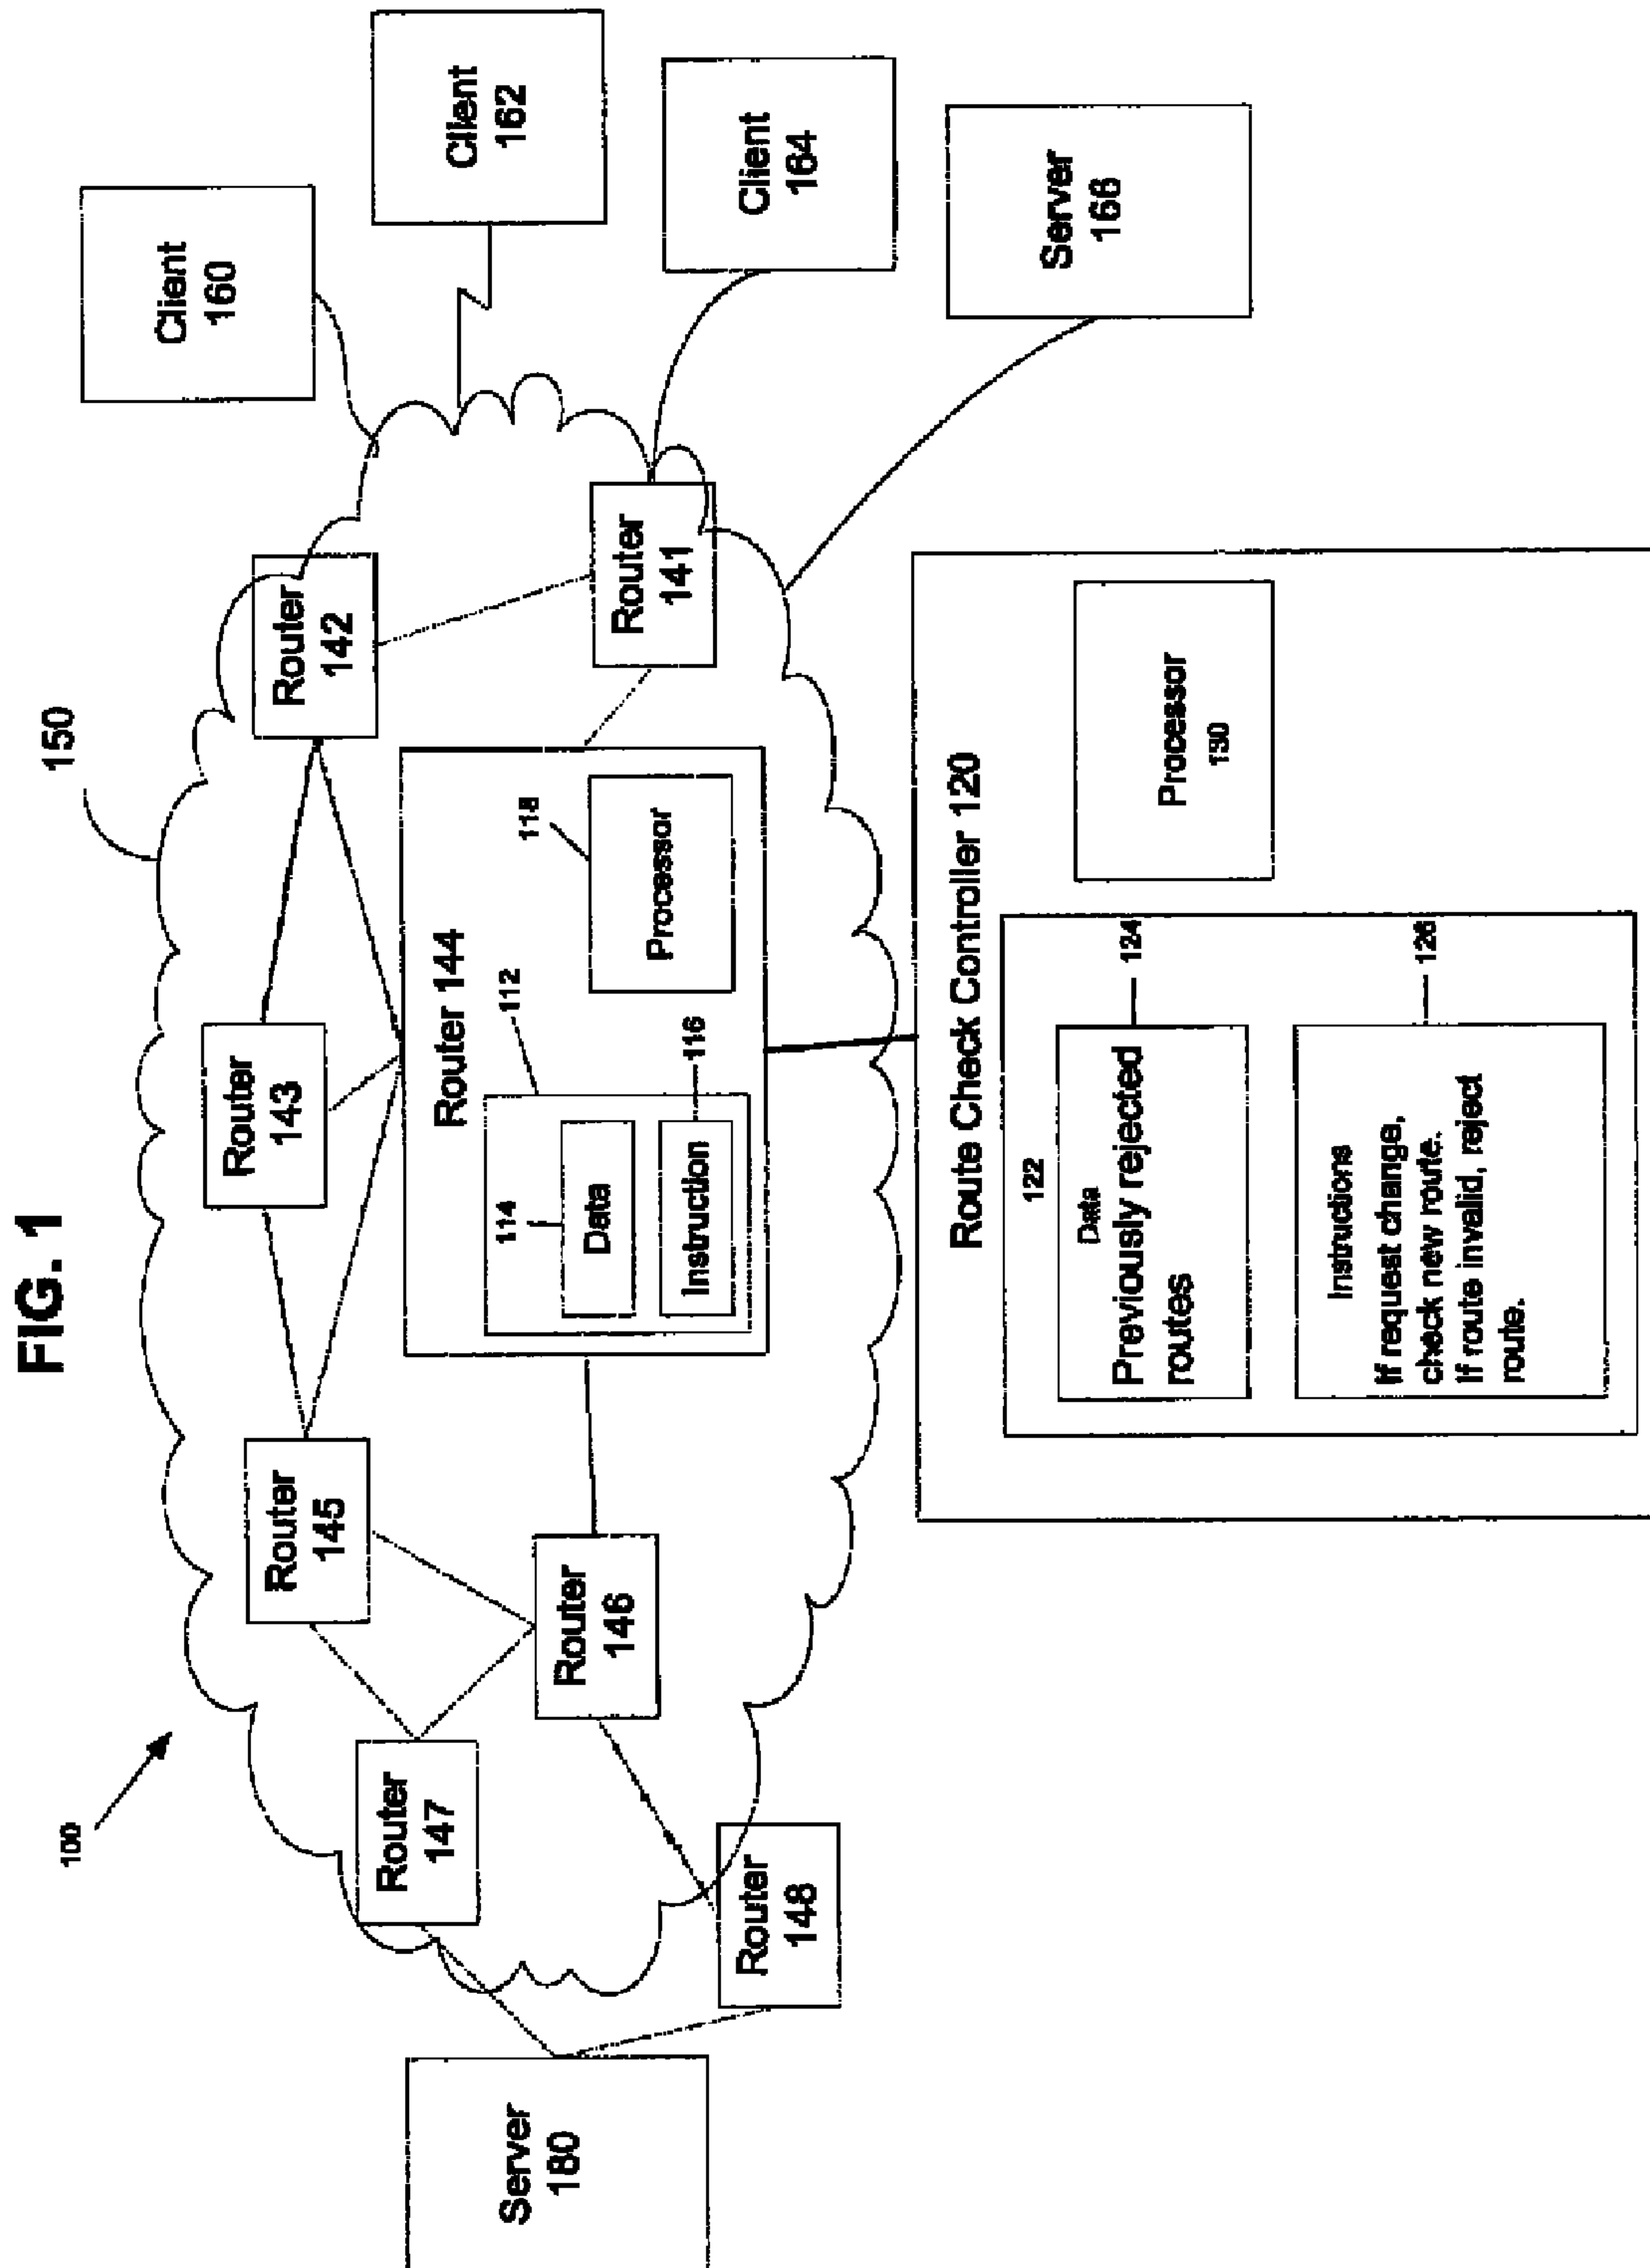 FIG. 1
100
150
Server
180
Router
147
Router
148
Router
145
Router
146
Router
143
Router
142
Router
141
Router 144
112
114
Data
116
Instruction
118
Processor
Client
160
Client
162
Client
164
Server
166
Route Check Controller 120
122
Data
Previously rejected
routes
124
Instructions
If request change,
check new route.
If route invalid, reject
route.
126
Processor